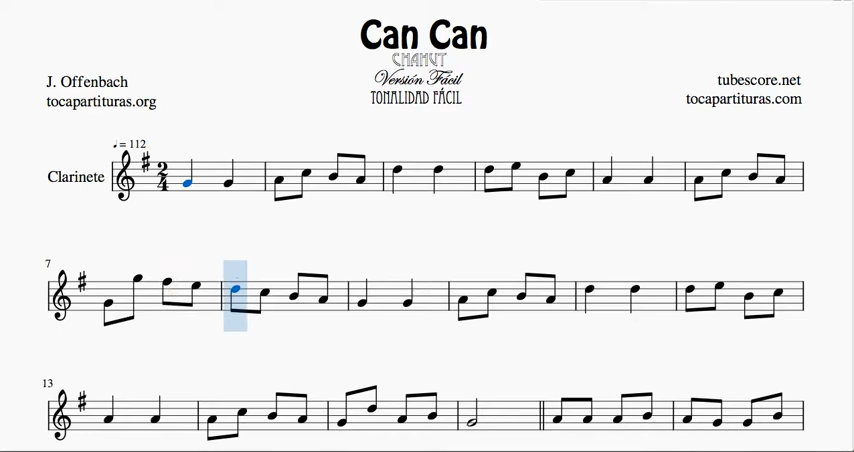 Can Can
CHAHUT
Versión Fácil
TONALIDAD FÁCIL
J. Offenbach
tocapartituras.org
tubescore.net
tocapartituras.com
♩ = 112
Clarinete
2
4
7
13